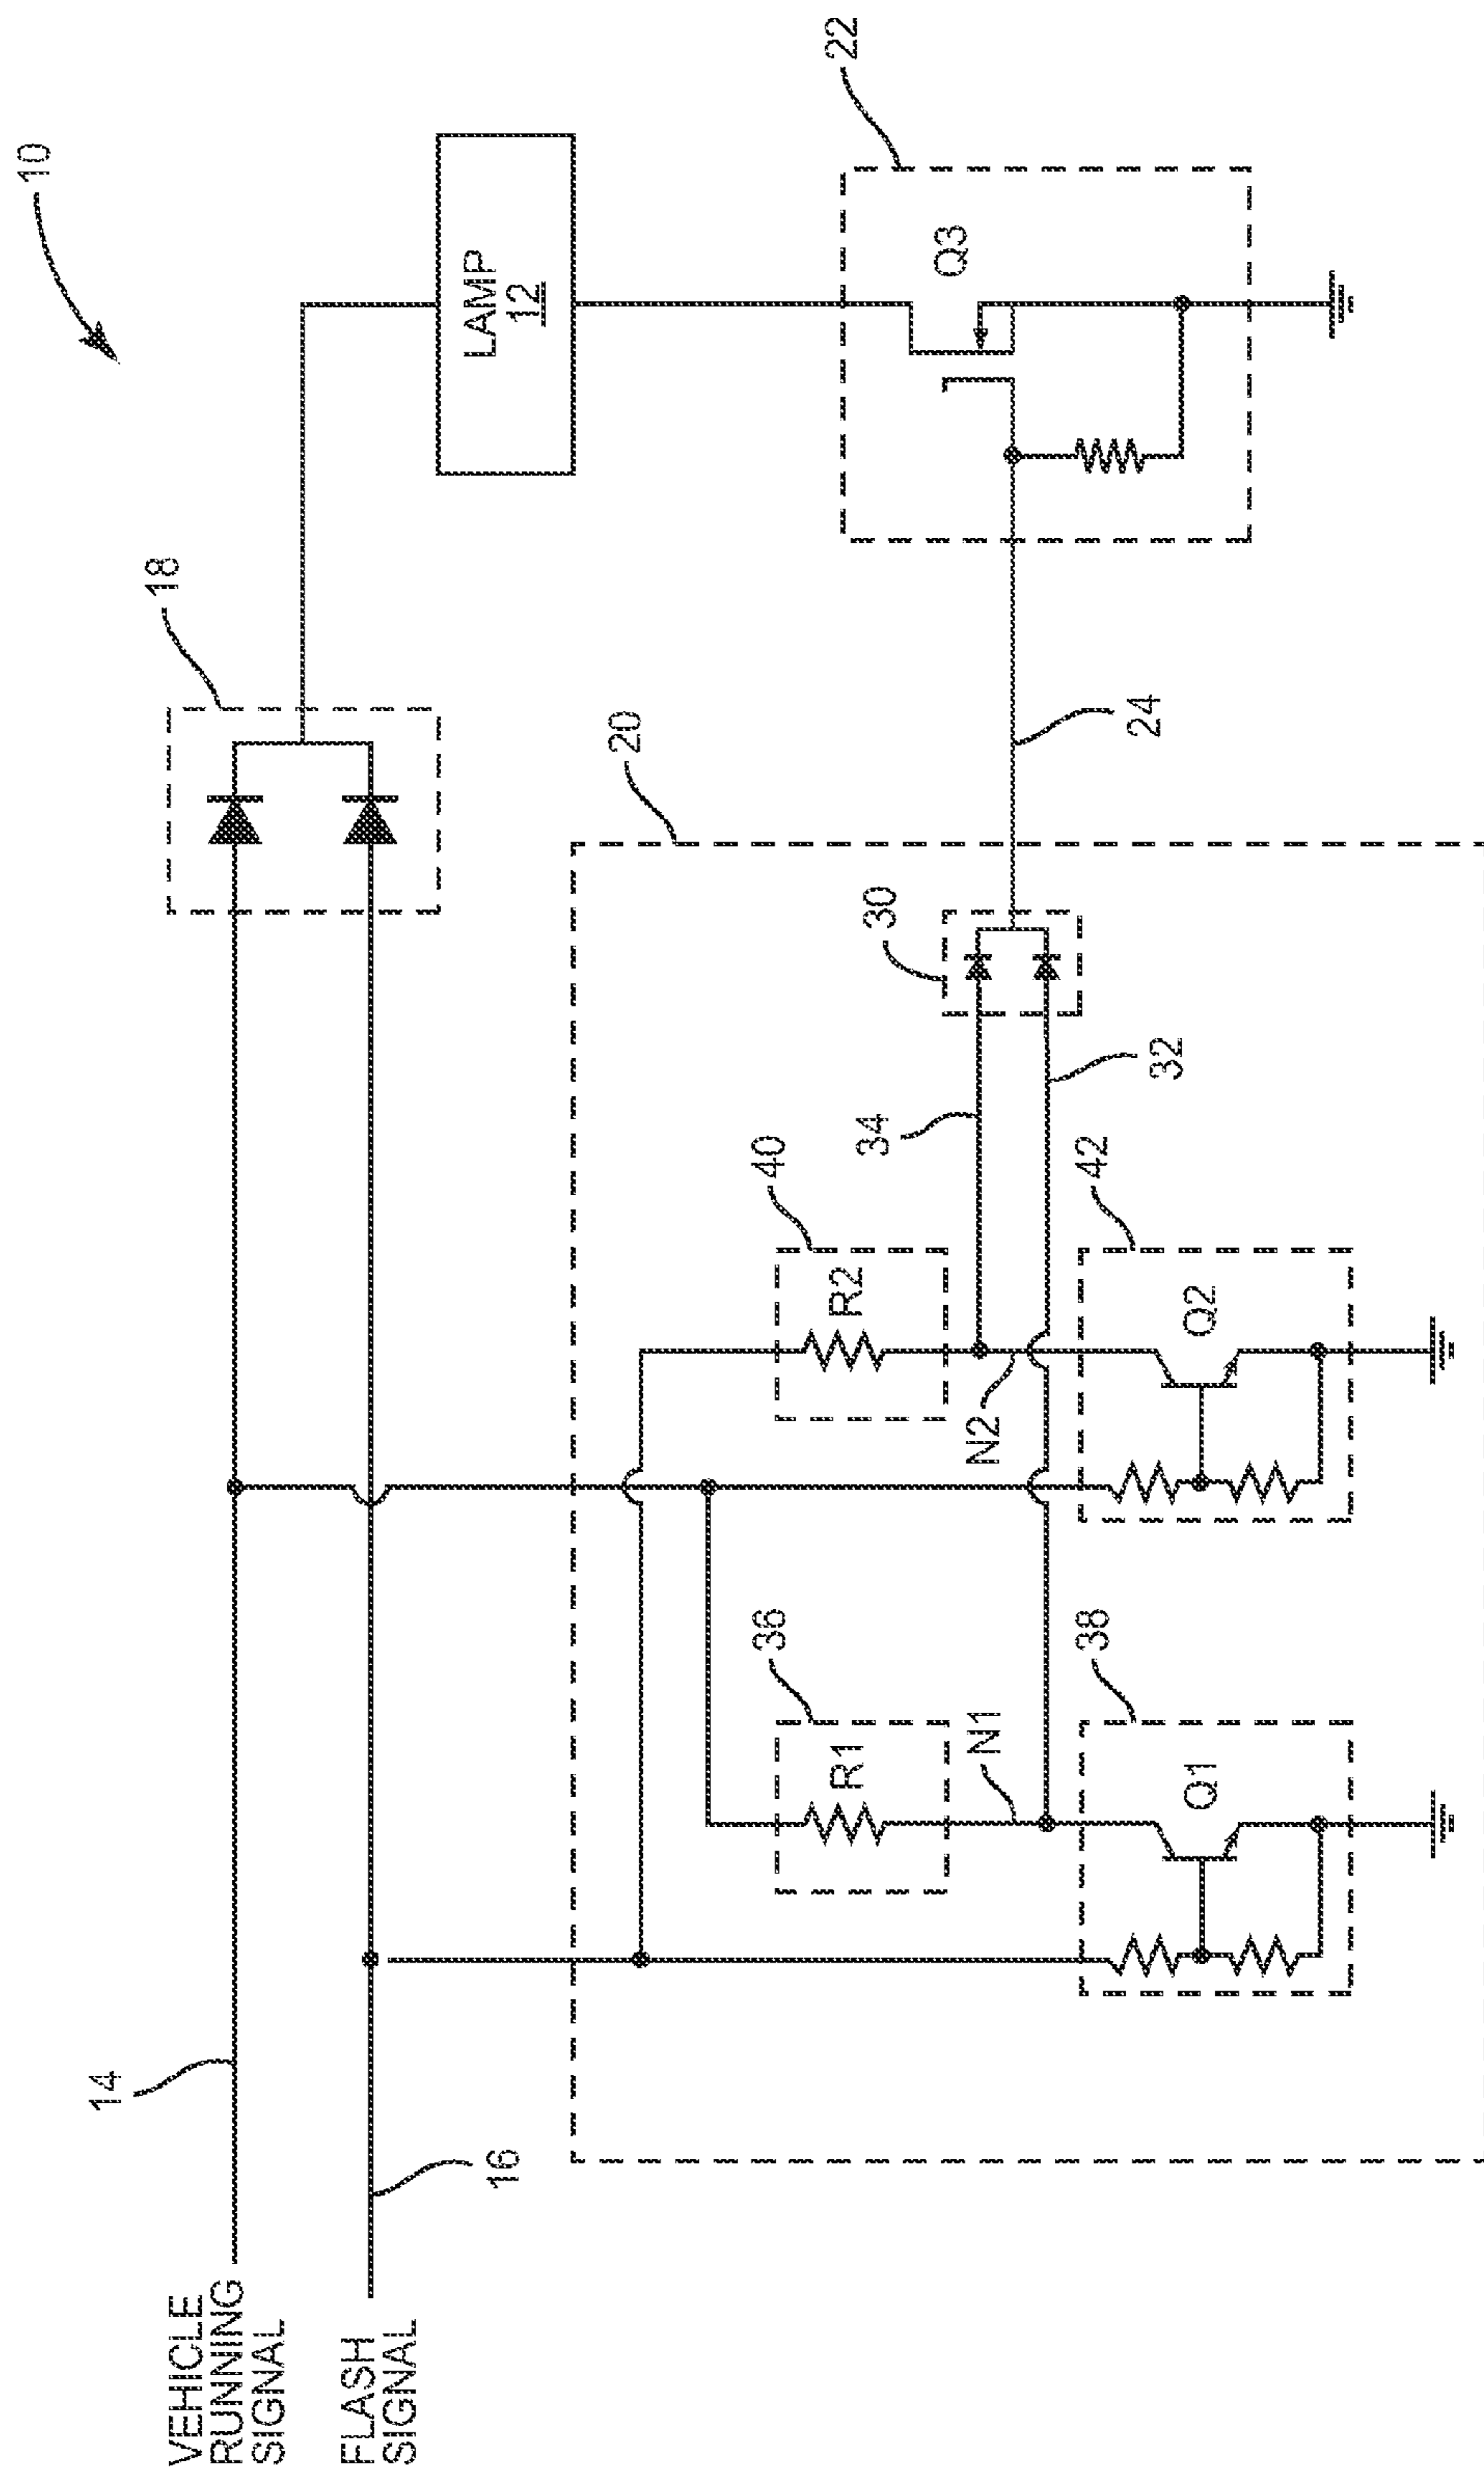 10
18
22
LAMP
12
Q3
20
24
30
34
32
40
R2
42
Q2
N2
36
R1
38
Q1
N1
14
16
VEHICLE
RUNNING
SIGNAL
FLASH
SIGNAL